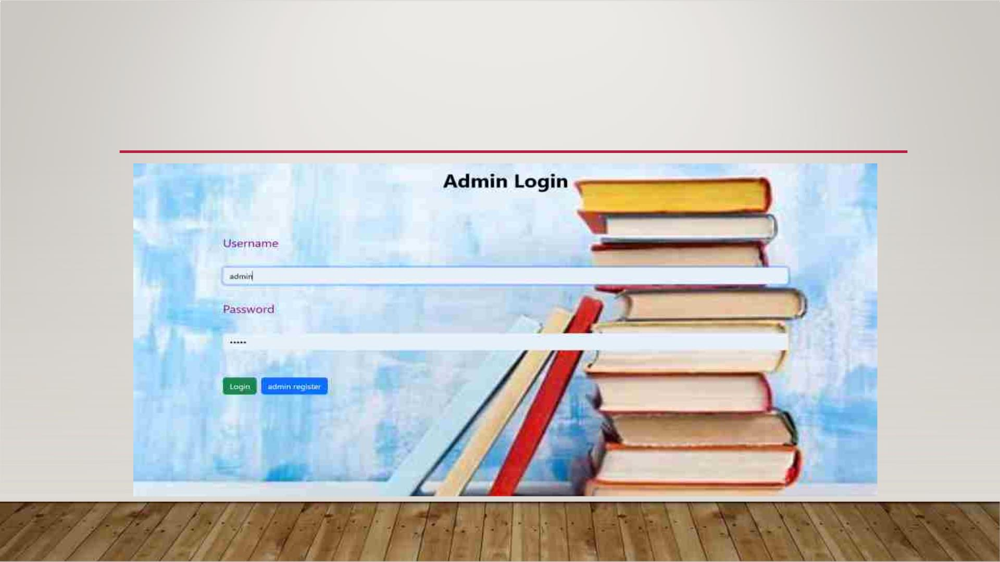 Admin Login
Username
admin
Password
•••••
Login admin register